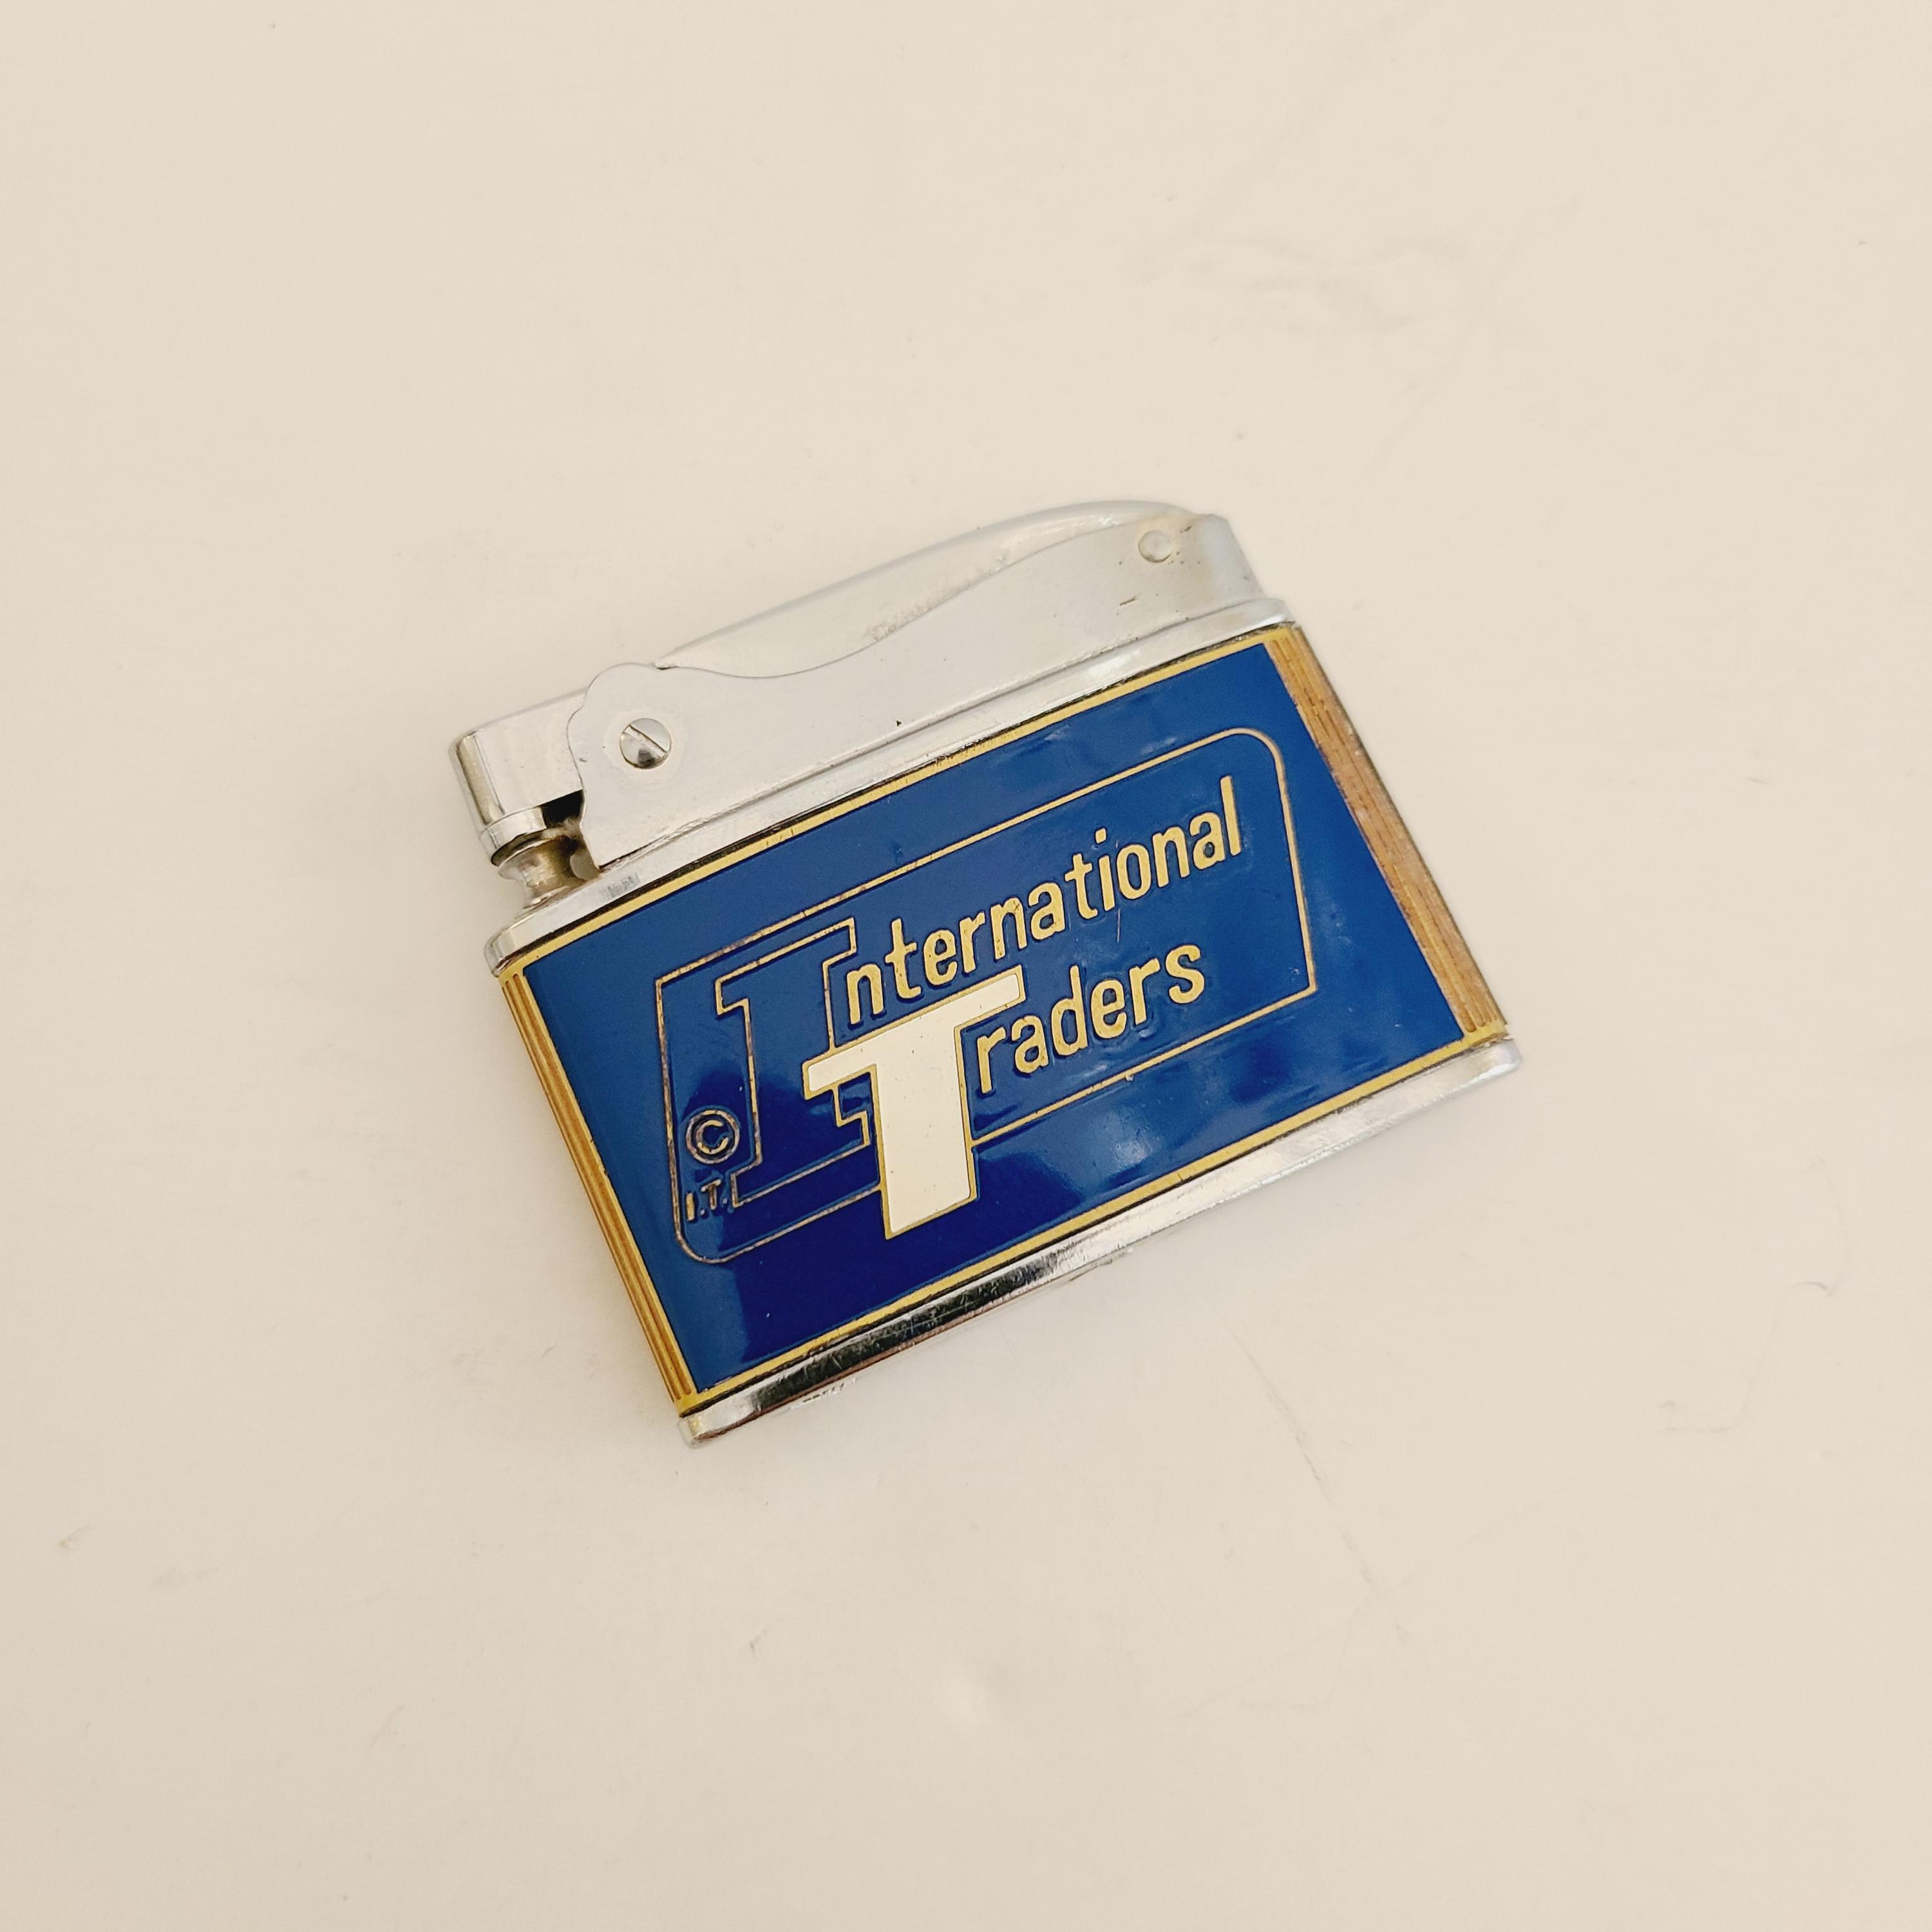 International
Traders
©
I.T.